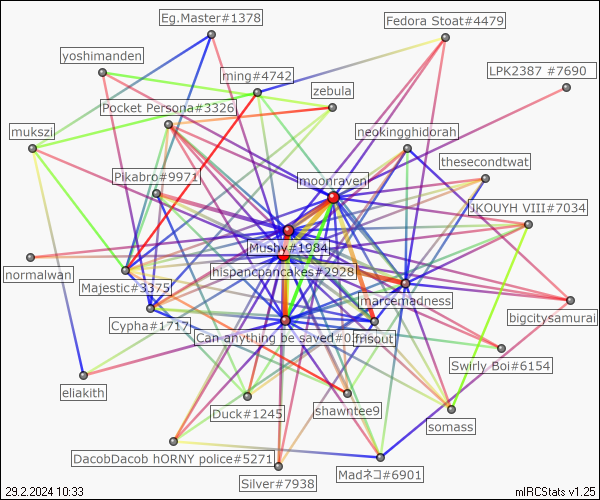 Eg.Master#1378
Fedora Stoat#4479
yoshimanden
ming#4742
LPK2387 #7690
zebula
Pocket Persona#3326
mukszi
neokingghidorah
thesecondtwat
Pikabro#9971
moonraven
JKOUYH VIII#7034
Mushy#1984
normalwan
hispancpancakes#2928
Majestic#3375
marcemadness
Cypha#1717
bigcitysamurai
Can anything be saved#0
frisout
Swirly Boi#6154
eliakith
Duck#1245
shawntee9
somass
DacobDacob hORNY police#5271
Silver#7938
Madネコ#6901
29.2.2024 10:33
mIRCStats v1.25